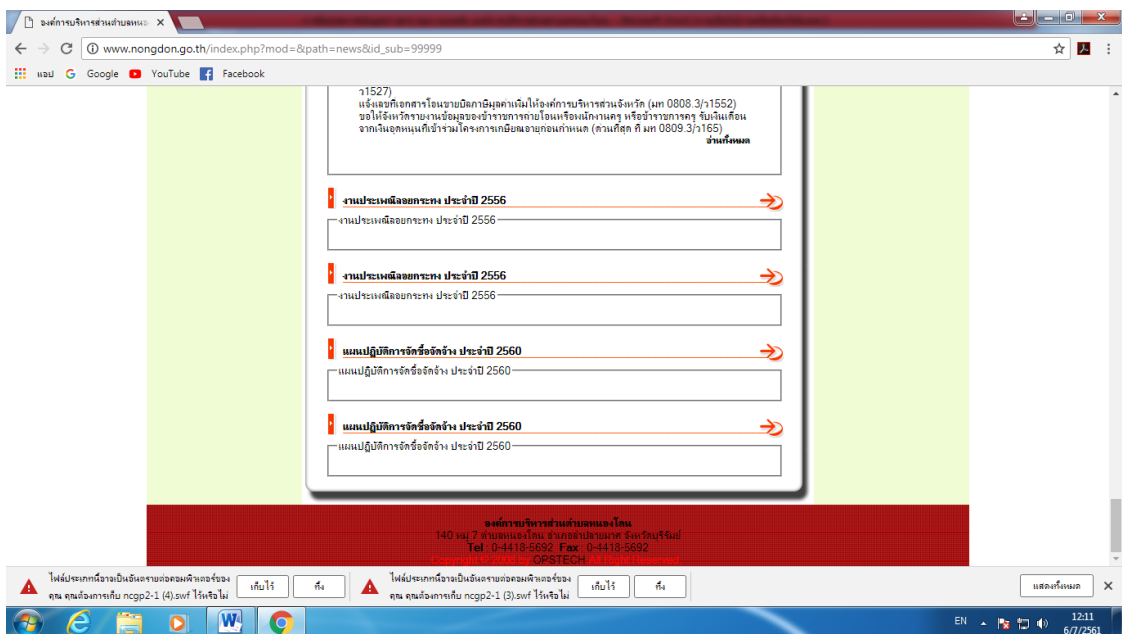 องค์การบริหารส่วนตำบลหนอง
www.nongdon.go.th/index.php?mod=&path=news&id_sub=99999
แอป Google YouTube Facebook
ว1527)
แจ้งเลขที่เอกสารโอนขายบิลภาษีมูลค่าเพิ่มให้องค์การบริหารส่วนจังหวัด (มท 0808.3/ว1552)
ขอให้จังหวัดรายงานข้อมูลของข้าราชการถ่ายโอนหรือพนักงานครู หรือข้าราชการครู รับเงินเดือน
จากเงินอุดหนุนที่เข้าร่วมโครงการเกษียณอายุก่อนกำหนด (ด่วนที่สุด ที่ มท 0809.3/ว165)
อ่านทั้งหมด
งานประเพณีลอยกระทง ประจำปี 2556
งานประเพณีลอยกระทง ประจำปี 2556
งานประเพณีลอยกระทง ประจำปี 2556
งานประเพณีลอยกระทง ประจำปี 2556
แผนปฏิบัติการจัดซื้อจัดจ้าง ประจำปี 2560
แผนปฏิบัติการจัดซื้อจัดจ้าง ประจำปี 2560
แผนปฏิบัติการจัดซื้อจัดจ้าง ประจำปี 2560
แผนปฏิบัติการจัดซื้อจัดจ้าง ประจำปี 2560
องค์การบริหารส่วนตำบลหนองโดน
140 หมู่ 7 ตำบลหนองโดน อำเภอลำปลายมาศ จังหวัดบุรีรัมย์
Tel : 0-4418-5692 Fax : 0-4418-5692
Copyright © 2008 by OPSTECH All Right Reserved
ไฟล์ประเภทนี้อาจเป็นอันตรายต่อคอมพิวเตอร์ของ
คุณ คุณต้องการเก็บ ncgp2-1 (4).swf ไว้หรือไม่
เก็บไว้ ทิ้ง
ไฟล์ประเภทนี้อาจเป็นอันตรายต่อคอมพิวเตอร์ของ
คุณ คุณต้องการเก็บ ncgp2-1 (3).swf ไว้หรือไม่
เก็บไว้ ทิ้ง
แสดงทั้งหมด
EN 12:11
6/7/2561